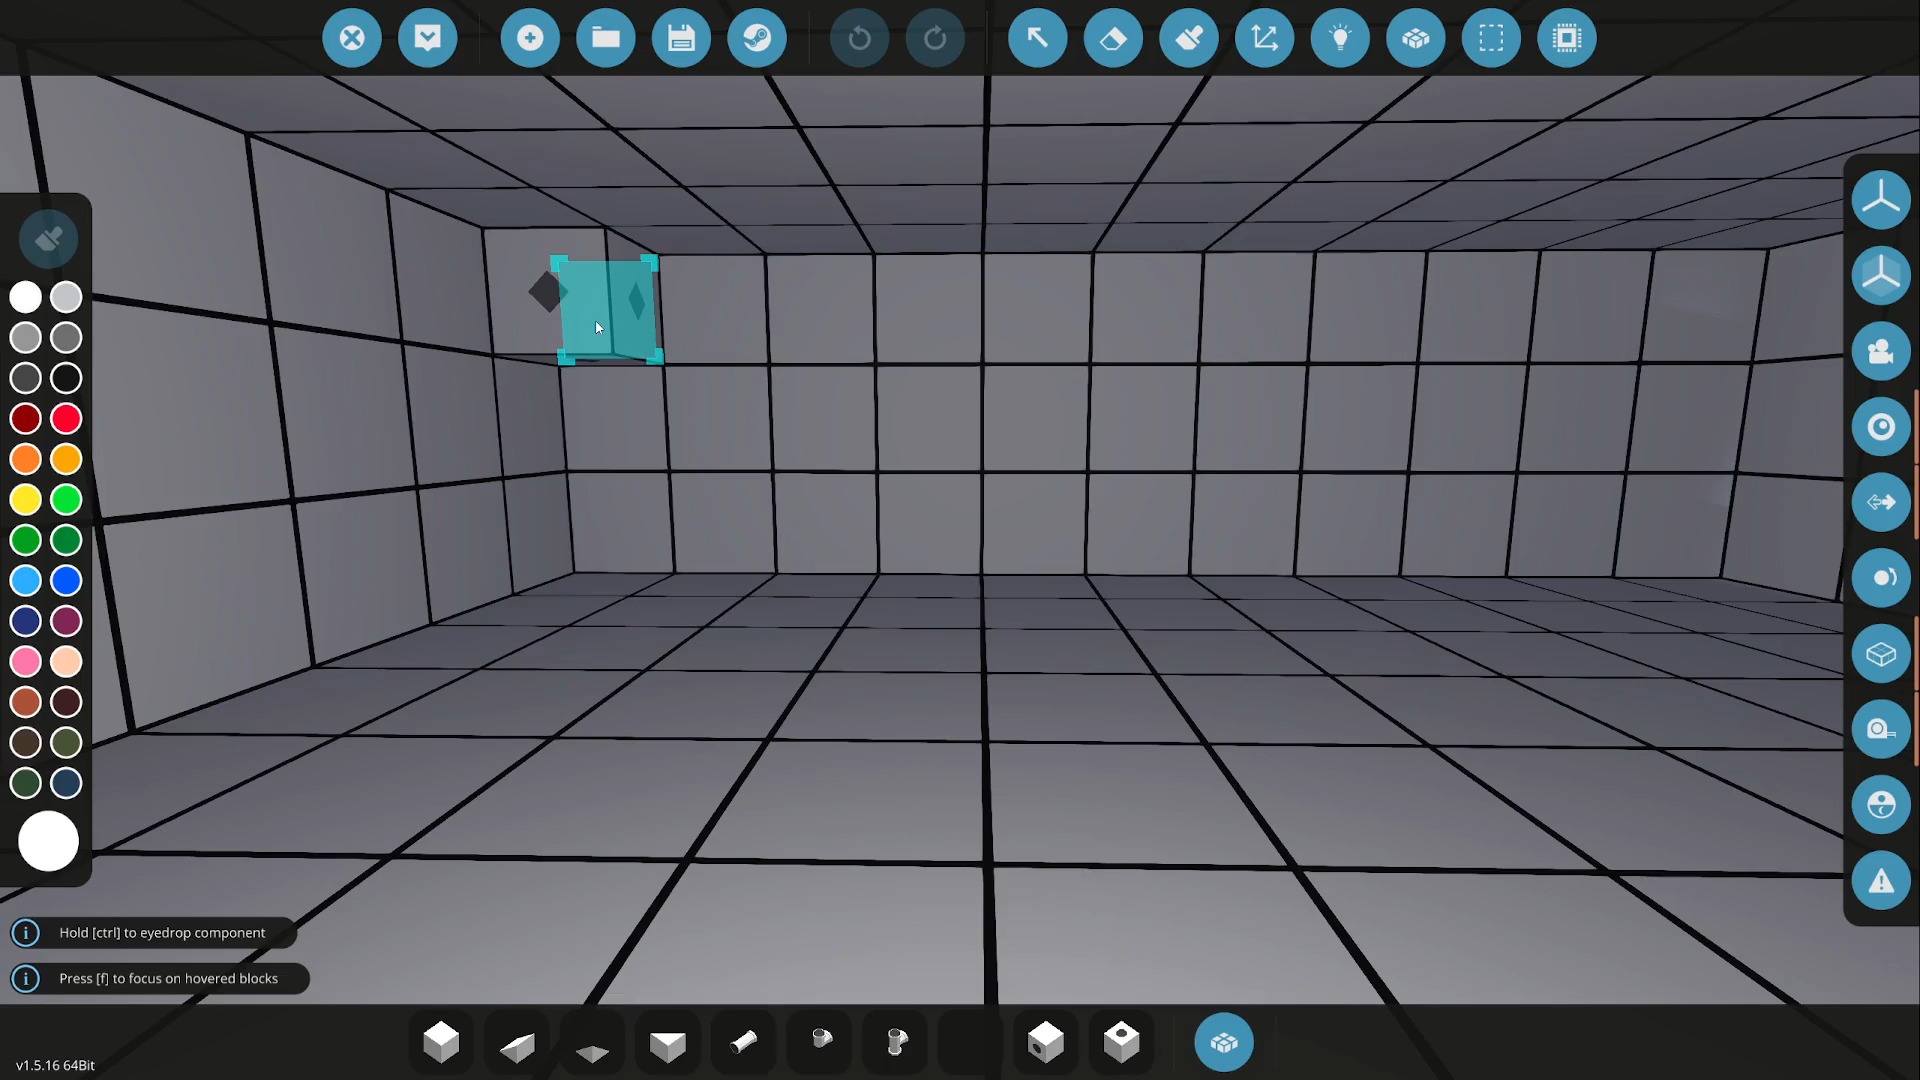 Hold [ctrl] to eyedrop component
Press [f] to focus on hovered blocks
v1.5.16 64Bit